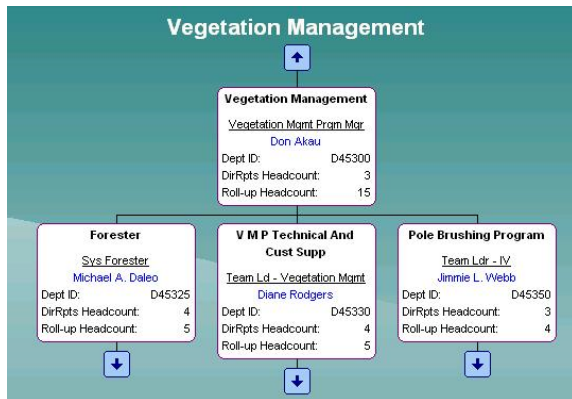 Vegetation Management
Vegetation Management
Vegetation Mgmt Prgm Mgr
Don Akau
Dept ID: D45300
DirRpts Headcount: 3
Roll-up Headcount: 15
Forester
Sys Forester
Michael A. Daleo
Dept ID: D45325
DirRpts Headcount: 4
Roll-up Headcount: 5
V M P Technical And
Cust Supp
Team Ld - Vegetation Mgmt
Diane Rodgers
Dept ID: D45330
DirRpts Headcount: 4
Roll-up Headcount: 5
Pole Brushing Program
Team Ldr - IV
Jimmie L. Webb
Dept ID: D45350
DirRpts Headcount: 3
Roll-up Headcount: 4